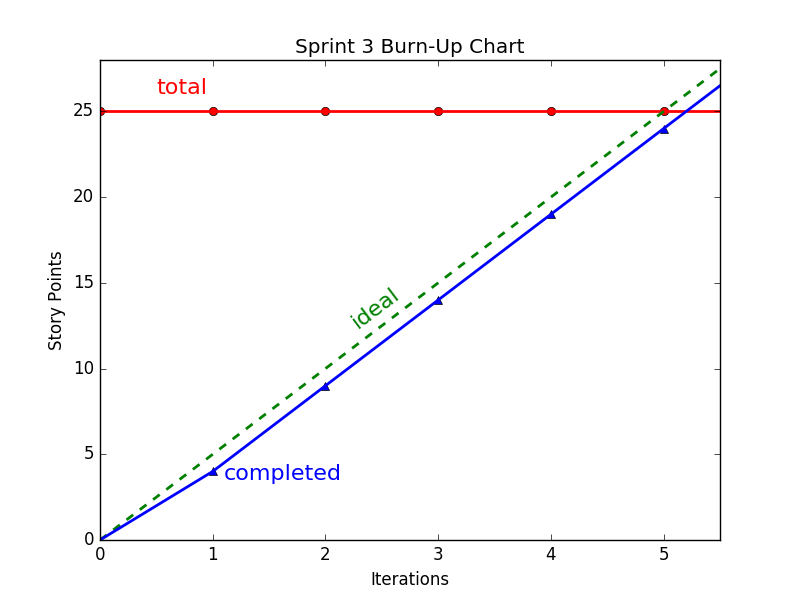 Sprint 3 Burn-Up Chart
total
25
20
15
10
5
0
Story Points
ideal
completed
0 1 2 3 4 5
Iterations